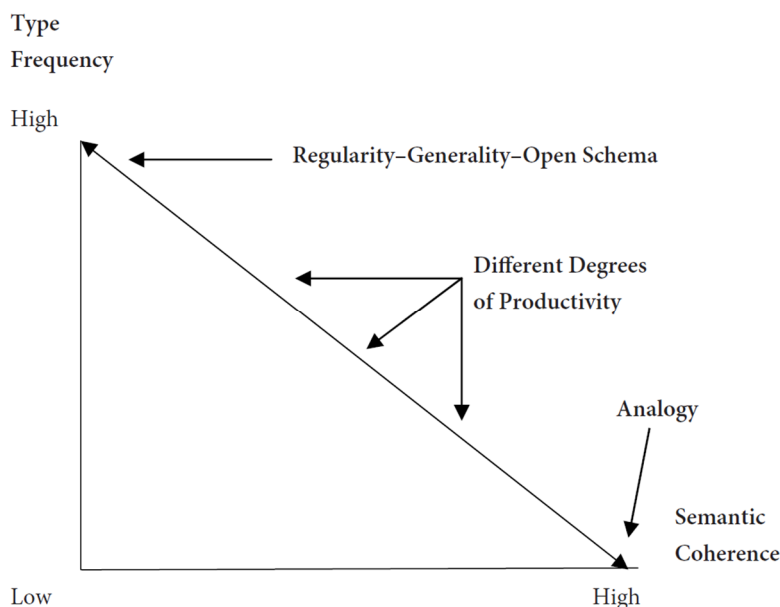 Type
Frequency
High
Regularity–Generality–Open Schema
Different Degrees
of Productivity
Analogy
Semantic
Coherence
Low
High